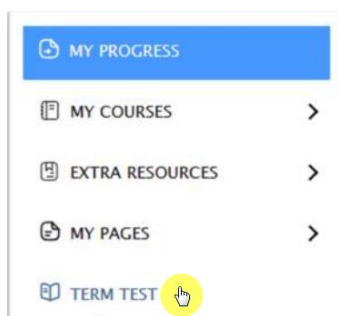 MY PROGRESS
MY COURSES
EXTRA RESOURCES
MY PAGES
TERM TEST